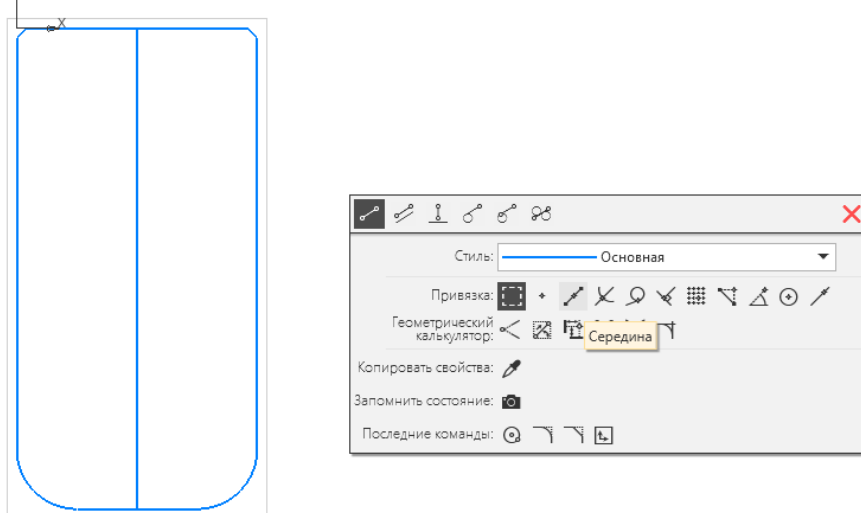 X
Стиль: Основная
Привязка:
Геометрический
калькулятор:
Середина
Копировать свойства:
Запомнить состояние:
Последние команды: